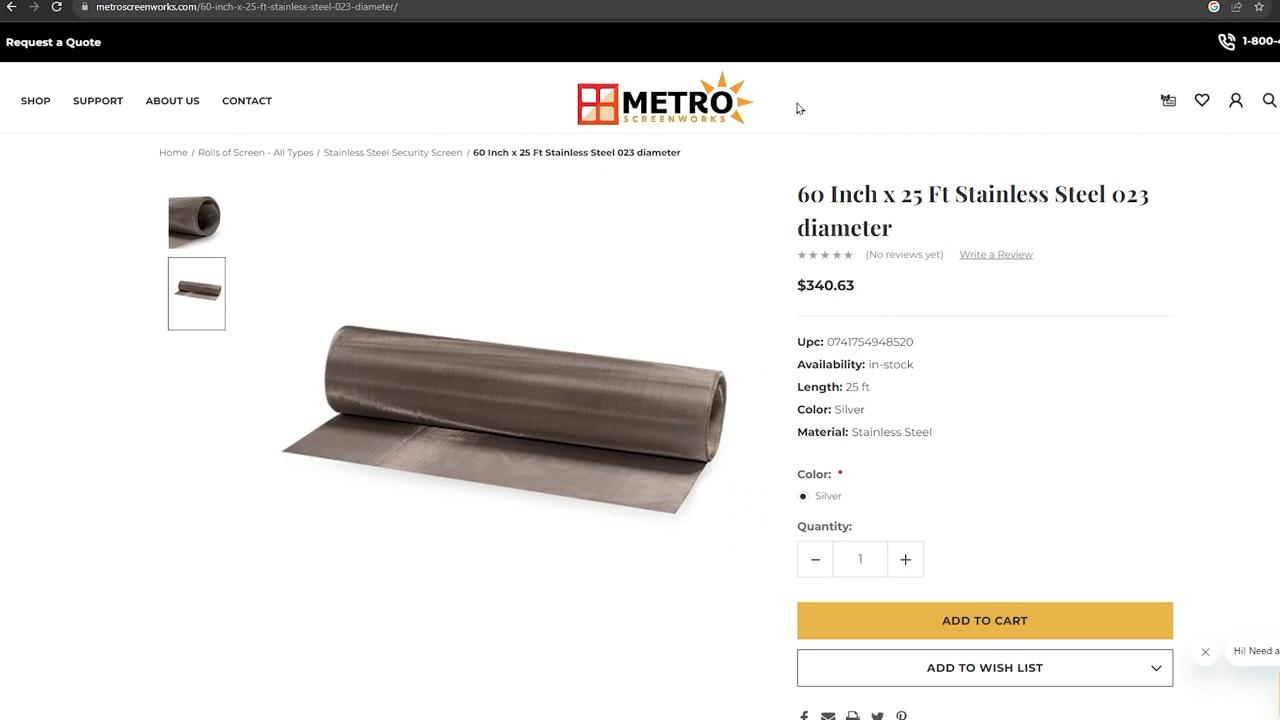 metroscreenworks.com/60-inch-x-25-ft-stainless-steel-023-diameter/
Request a Quote
1-800-
SHOP SUPPORT ABOUT US CONTACT
METRO
SCREENWORKS
Home / Rolls of Screen - All Types / Stainless Steel Security Screen / 60 Inch x 25 Ft Stainless Steel 023 diameter
60 Inch x 25 Ft Stainless Steel 023
diameter
(No reviews yet) Write a Review
$340.63
Upc: 0741754948520
Availability: in-stock
Length: 25 ft
Color: Silver
Material: Stainless Steel
Color: *
Silver
Quantity:
− 1 +
ADD TO CART
ADD TO WISH LIST
Hi! Need a